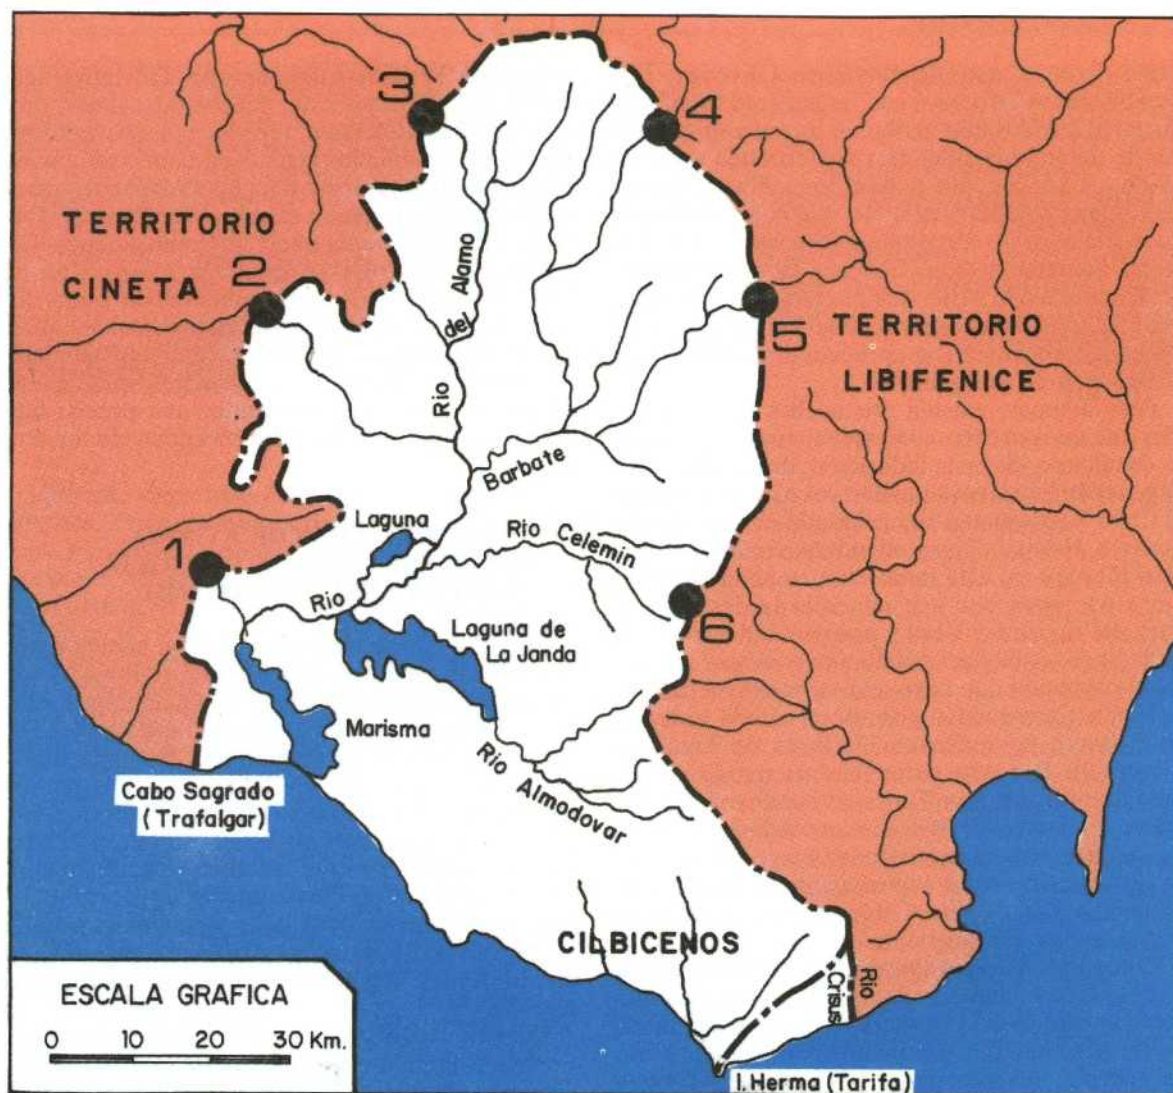 3
4
TERRITORIO
CINETA
2
Rio del Alamo
5
TERRITORIO
LIBIFENICE
Barbate
Laguna
Rio Celemin
1
Rio
6
Laguna de
La Janda
Marisma
Rio Almodovar
Cabo Sagrado
(Trafalgar)
CILBICENOS
Rio
Crisus
ESCALA GRAFICA
0 10 20 30 Km.
I. Herma (Tarifa)